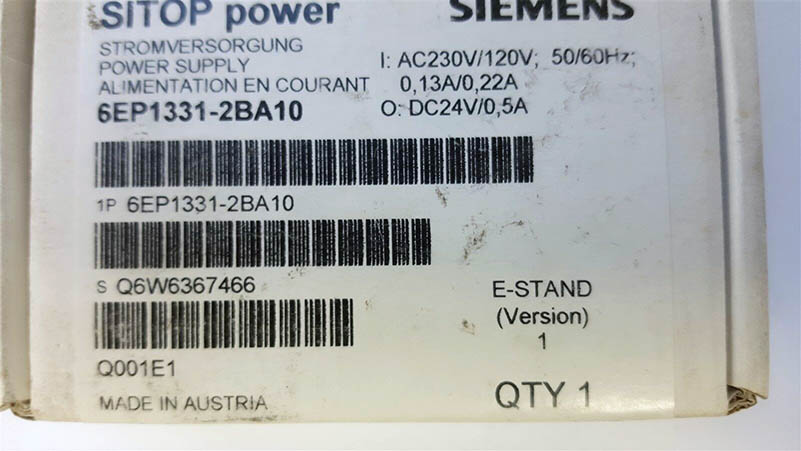 SITOP power
SIEMENS
STROMVERSORGUNG
POWER SUPPLY
ALIMENTATION EN COURANT
6EP1331-2BA10
I: AC230V/120V; 50/60Hz;
0,13A/0,22A
O: DC24V/0,5A
1P 6EP1331-2BA10
S Q6W6367466
Q001E1
MADE IN AUSTRIA
E-STAND
(Version)
1
QTY 1